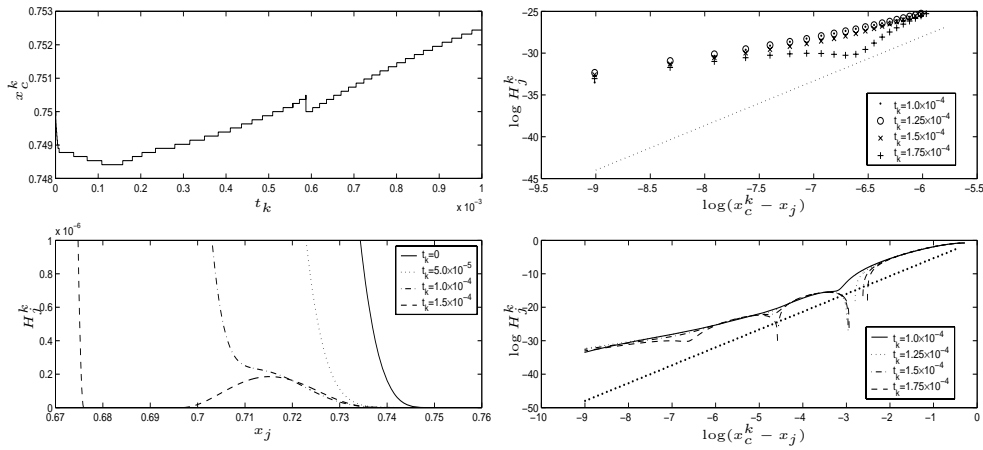 0.753
0.752
0.751
0.75
0.749
0.748
x_c^k
0 0.1 0.2 0.3 0.4 0.5 0.6 0.7 0.8 0.9 1
t_k
x 10^-3
-25
-30
-35
-40
-45
log H_j^k
t_k=1.0×10^-4
t_k=1.25×10^-4
t_k=1.5×10^-4
t_k=1.75×10^-4
-9.5 -9 -8.5 -8 -7.5 -7 -6.5 -6 -5.5
log(x_c^k − x_j)
x 10^-6
1
0.8
0.6
0.4
0.2
0
H_j^k
t_k=0
t_k=5.0×10^-5
t_k=1.0×10^-4
t_k=1.5×10^-4
0.67 0.68 0.69 0.7 0.71 0.72 0.73 0.74 0.75 0.76
x_j
0
-10
-20
-30
-40
-50
log H_j^k
t_k=1.0×10^-4
t_k=1.25×10^-4
t_k=1.5×10^-4
t_k=1.75×10^-4
-10 -9 -8 -7 -6 -5 -4 -3 -2 -1 0
log(x_c^k − x_j)